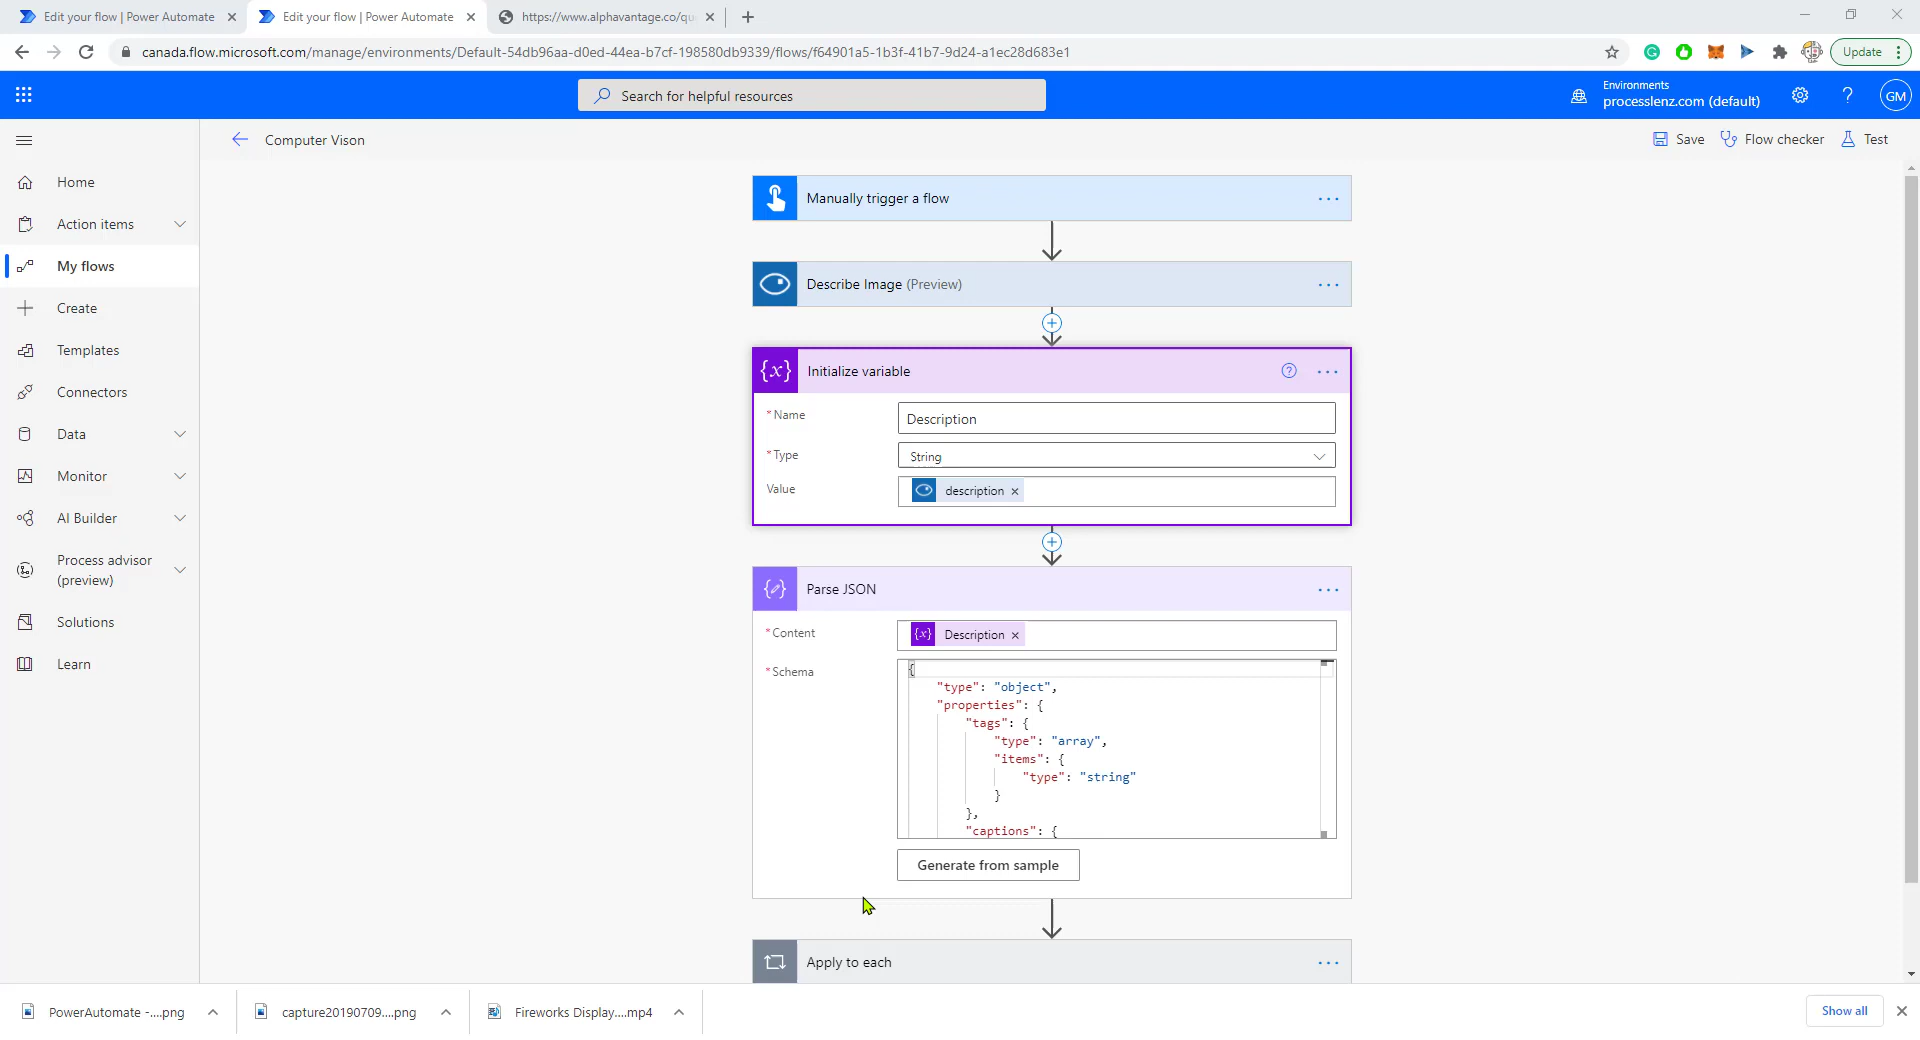 Edit your flow | Power Automate
Edit your flow | Power Automate
https://www.alphavantage.co/qu
canada.flow.microsoft.com/manage/environments/Default-54db96aa-d0ed-44ea-b7cf-198580db9339/flows/f64901a5-1b3f-41b7-9d24-a1ec28d683e1
Update
Search for helpful resources
Environments
processlenz.com (default)
?
GM
Computer Vison
Save
Flow checker
Test
Home
Action items
My flows
Create
Templates
Connectors
Data
Monitor
AI Builder
Process advisor
(preview)
Solutions
Learn
Manually trigger a flow
Describe Image (Preview)
{x} Initialize variable
?
* Name
Description
* Type
String
Value
description ×
Parse JSON
* Content
{x} Description ×
* Schema
{
"type": "object",
"properties": {
"tags": {
"type": "array",
"items": {
"type": "string"
}
},
"captions": {
Generate from sample
Apply to each
PowerAutomate -....png
capture20190709....png
Fireworks Display....mp4
Show all